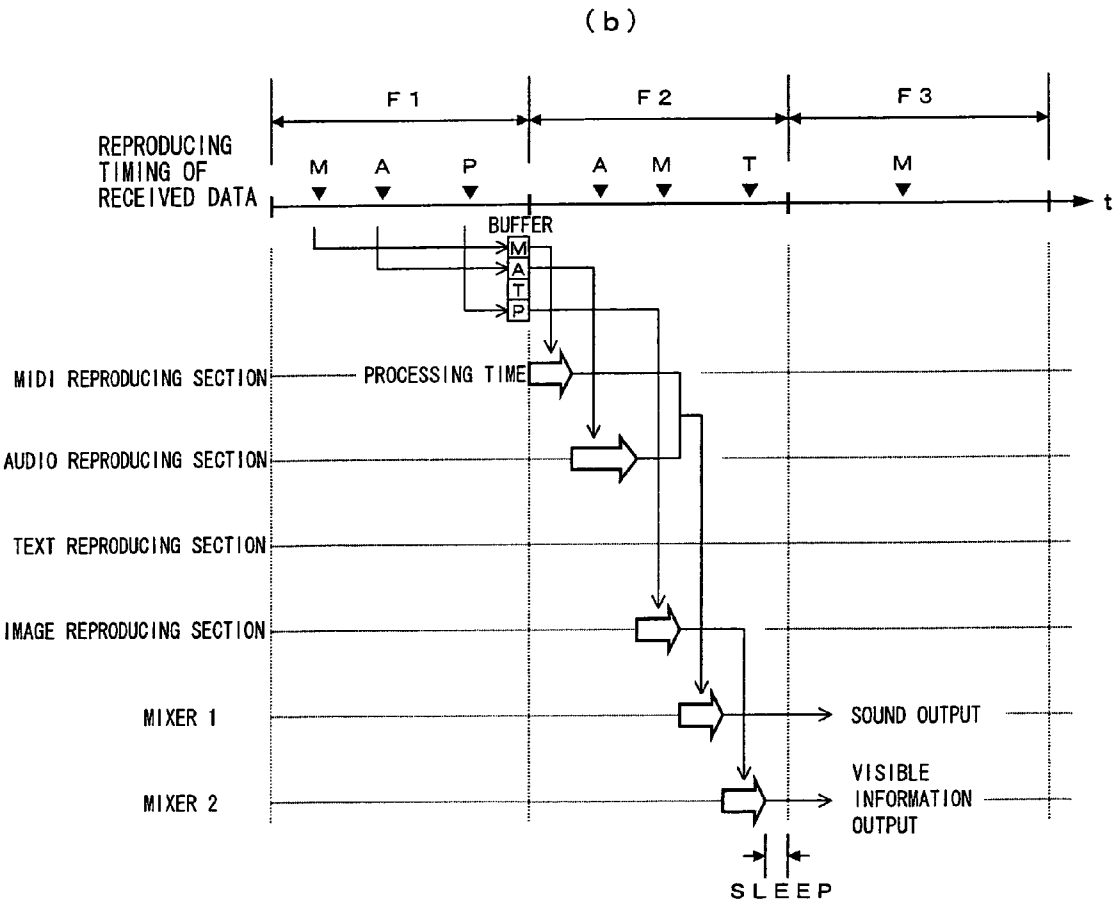 (b)
F1 F2 F3
REPRODUCING
TIMING OF
RECEIVED DATA
M A P A M T M
t
BUFFER
M
A
T
P
MIDI REPRODUCING SECTION
PROCESSING TIME
AUDIO REPRODUCING SECTION
TEXT REPRODUCING SECTION
IMAGE REPRODUCING SECTION
MIXER 1
SOUND OUTPUT
MIXER 2
VISIBLE
INFORMATION
OUTPUT
SLEEP